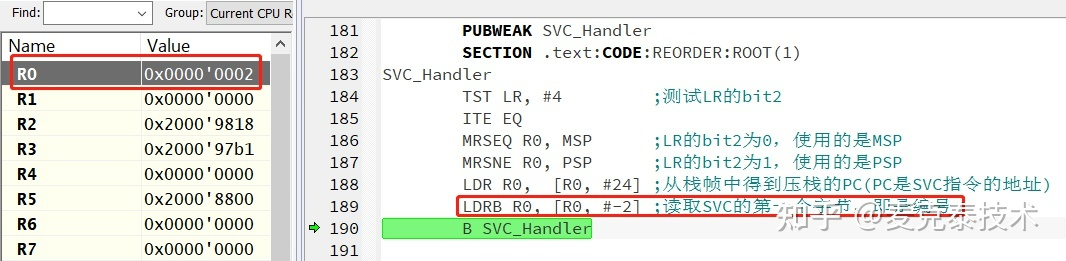 Find: Group: Current CPU Re
Name Value
R0 0x0000'0002
R1 0x0000'0000
R2 0x2000'9818
R3 0x2000'97b1
R4 0x0000'0000
R5 0x2000'8800
R6 0x0000'0000
R7 0x0000'0000
181 PUBWEAK SVC_Handler
182 SECTION .text:CODE:REORDER:ROOT(1)
183 SVC_Handler
184 TST LR, #4 ;测试LR的bit2
185 ITE EQ
186 MRSEQ R0, MSP ;LR的bit2为0，使用的是MSP
187 MRSNE R0, PSP ;LR的bit2为1，使用的是PSP
188 LDR R0, [R0, #24] ;从栈帧中得到压栈的PC(PC是SVC指令的地址)
189 LDRB R0, [R0, #-2] ;读取SVC的第一个字节，即
190 B SVC_Handler
191
知乎 @麦克泰技术